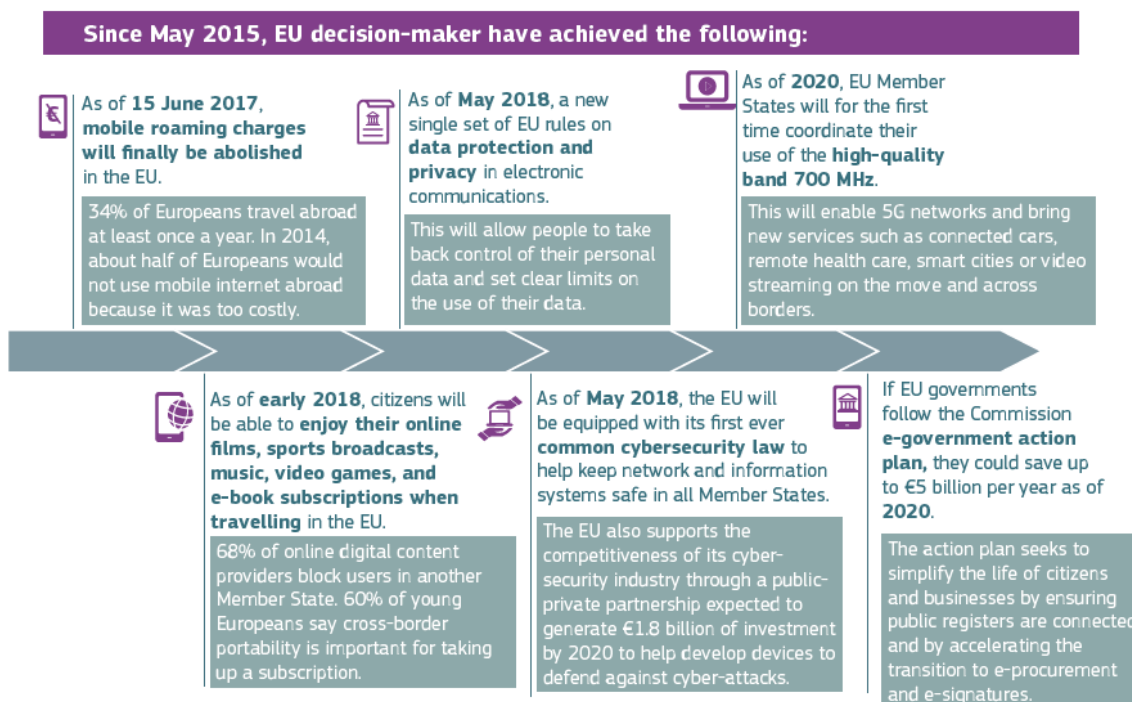 Since May 2015, EU decision-maker have achieved the following:
As of 15 June 2017,
mobile roaming charges
will finally be abolished
in the EU.
34% of Europeans travel abroad
at least once a year. In 2014,
about half of Europeans would
not use mobile internet abroad
because it was too costly.
As of May 2018, a new
single set of EU rules on
data protection and
privacy in electronic
communications.
This will allow people to take
back control of their personal
data and set clear limits on
the use of their data.
As of 2020, EU Member
States will for the first
time coordinate their
use of the high-quality
band 700 MHz.
This will enable 5G networks and bring
new services such as connected cars,
remote health care, smart cities or video
streaming on the move and across
borders.
As of early 2018, citizens will
be able to enjoy their online
films, sports broadcasts,
music, video games, and
e-book subscriptions when
travelling in the EU.
68% of online digital content
providers block users in another
Member State. 60% of young
Europeans say cross-border
portability is important for taking
up a subscription.
As of May 2018, the EU will
be equipped with its first ever
common cybersecurity law to
help keep network and information
systems safe in all Member States.
The EU also supports the
competitiveness of its cyber-
security industry through a public-
private partnership expected to
generate €1.8 billion of investment
by 2020 to help develop devices to
defend against cyber-attacks.
If EU governments
follow the Commission
e-government action
plan, they could save up
to €5 billion per year as of
2020.
The action plan seeks to
simplify the life of citizens
and businesses by ensuring
public registers are connected
and by accelerating the
transition to e-procurement
and e-signatures.